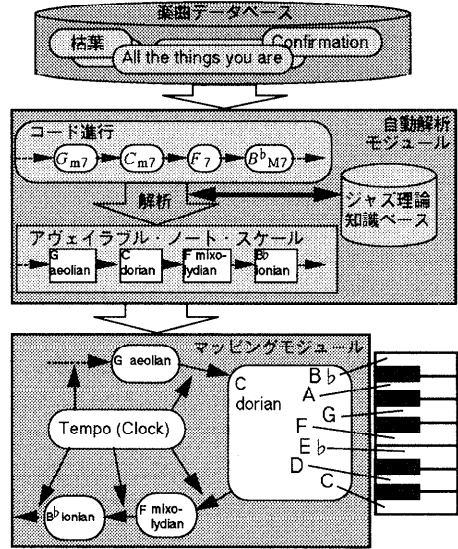 楽曲データベース
枯葉
Confirmation
All the things you are
自動解析
モジュール
コード進行
Gm7 Cm7 F7 B♭M7
解析
ジャズ理論
知識ベース
アヴェイラブル・ノート・スケール
G aeolian
C dorian
F mixo-lydian
B♭ ionian
マッピングモジュール
G aeolian
C dorian
B♭
A
G
F
E♭
D
C
Tempo (Clock)
B♭ ionian
F mixo-lydian